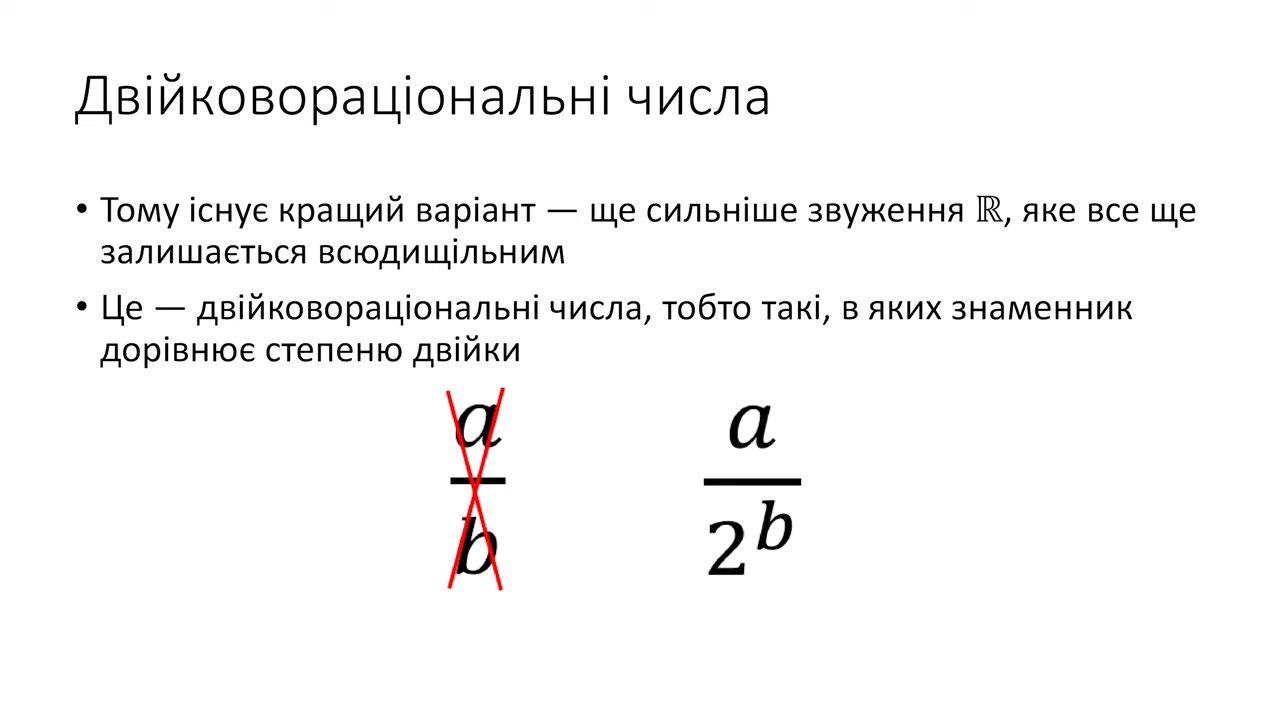 Двійковораціональні числа
• Тому існує кращий варіант — ще сильніше звуження ℝ, яке все ще
залишається всюдищільним
• Це — двійковораціональні числа, тобто такі, в яких знаменник
дорівнює степеню двійки
a/b
a/2^b